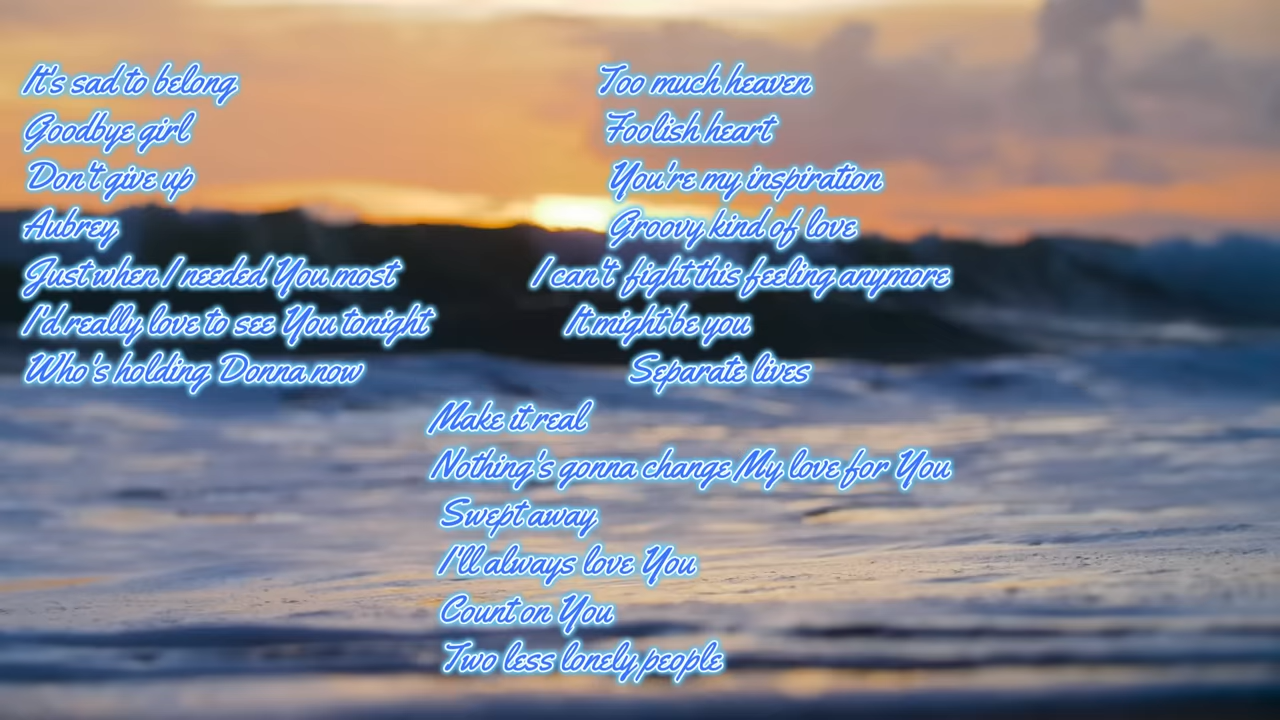 It's sad to belong
Goodbye girl
Don't give up
Aubrey
Just when I needed You most
I'd really love to see You tonight
Who's holding Donna now
Too much heaven
Foolish heart
You're my inspiration
Groovy kind of love
I can't fight this feeling anymore
It might be you
Separate lives
Make it real
Nothing's gonna change My love for You
Swept away
I'll always love You
Count on You
Two less lonely people